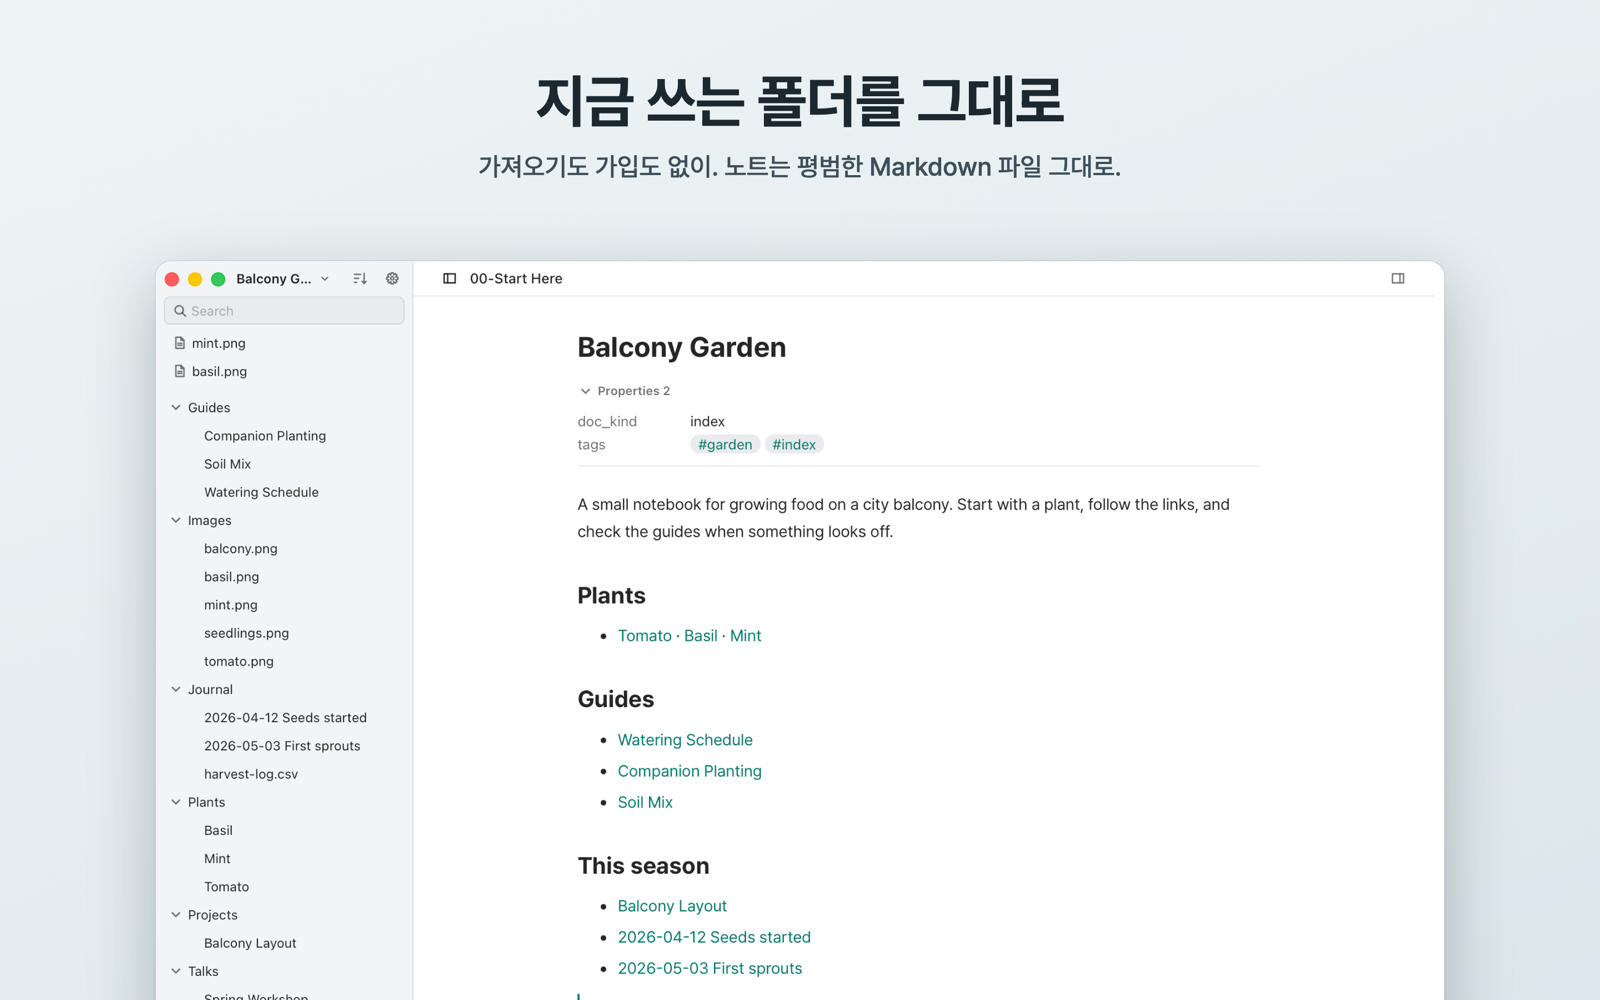 지금 쓰는 폴더를 그대로
가져오기도 가입도 없이. 노트는 평범한 Markdown 파일 그대로.
Balcony G...
Search
mint.png
basil.png
Guides
Companion Planting
Soil Mix
Watering Schedule
Images
balcony.png
basil.png
mint.png
seedlings.png
tomato.png
Journal
2026-04-12 Seeds started
2026-05-03 First sprouts
harvest-log.csv
Plants
Basil
Mint
Tomato
Projects
Balcony Layout
Talks
Spring Workshop
00-Start Here
Balcony Garden
Properties 2
doc_kind index
tags #garden #index
A small notebook for growing food on a city balcony. Start with a plant, follow the links, and
check the guides when something looks off.
Plants
• Tomato · Basil · Mint
Guides
• Watering Schedule
• Companion Planting
• Soil Mix
This season
• Balcony Layout
• 2026-04-12 Seeds started
• 2026-05-03 First sprouts